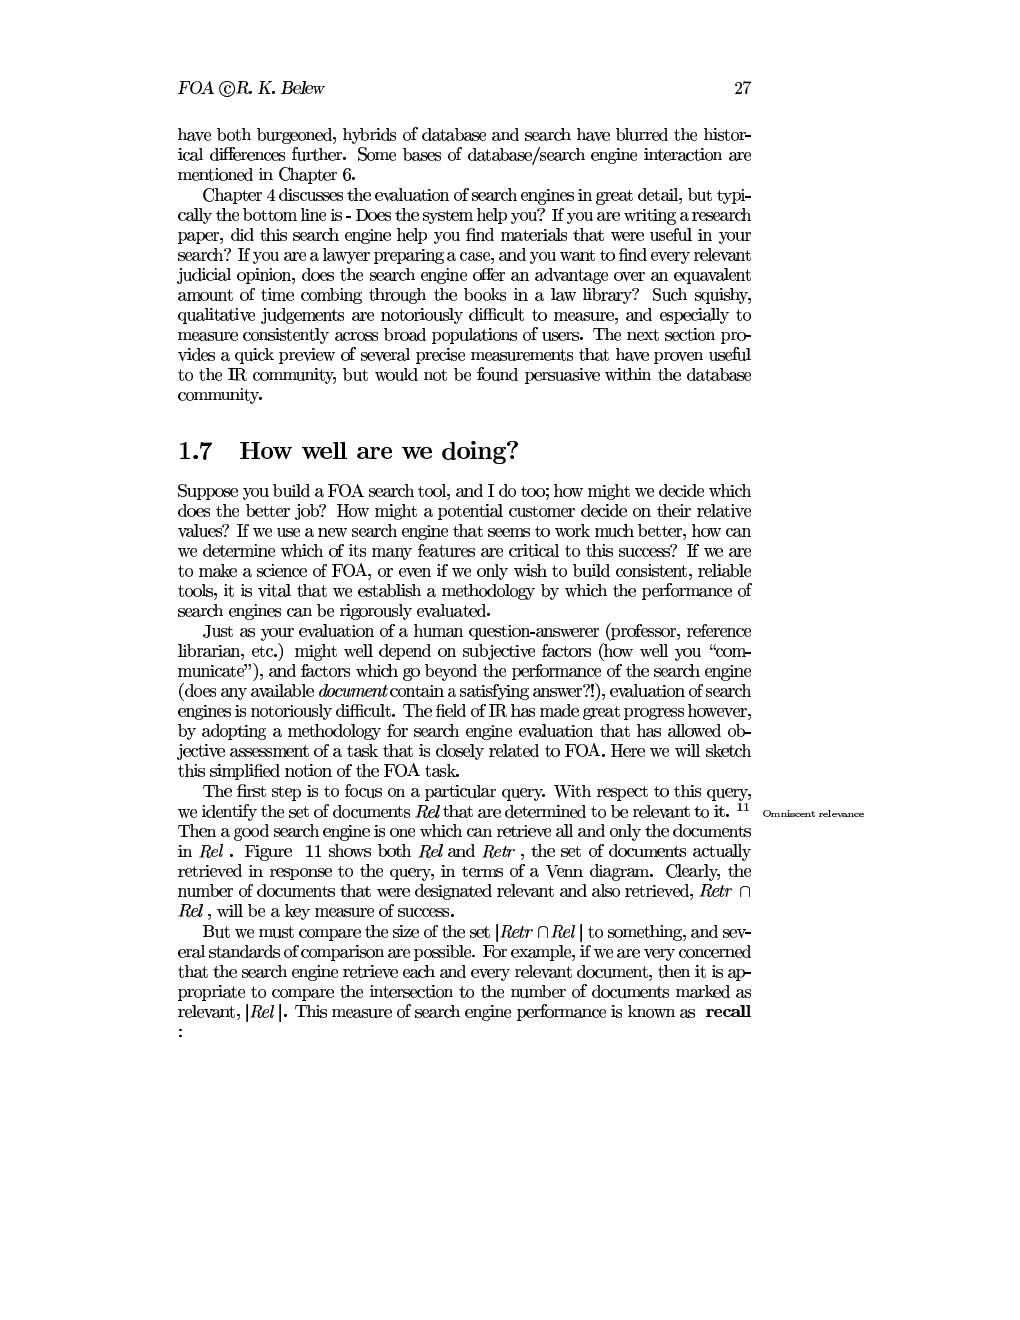 FOA ©R. K. Belew 27
have both burgeoned, hybrids of database and search have blurred the histor-
ical differences further. Some bases of database/search engine interaction are
mentioned in Chapter 6.
Chapter 4 discusses the evaluation of search engines in great detail, but typi-
cally the bottom line is - Does the system help you? If you are writing a research
paper, did this search engine help you find materials that were useful in your
search? If you are a lawyer preparing a case, and you want to find every relevant
judicial opinion, does the search engine offer an advantage over an equavalent
amount of time combing through the books in a law library? Such squishy,
qualitative judgements are notoriously difficult to measure, and especially to
measure consistently across broad populations of users. The next section pro-
vides a quick preview of several precise measurements that have proven useful
to the IR community, but would not be found persuasive within the database
community.
1.7 How well are we doing?
Suppose you build a FOA search tool, and I do too; how might we decide which
does the better job? How might a potential customer decide on their relative
values? If we use a new search engine that seems to work much better, how can
we determine which of its many features are critical to this success? If we are
to make a science of FOA, or even if we only wish to build consistent, reliable
tools, it is vital that we establish a methodology by which the performance of
search engines can be rigorously evaluated.
Just as your evaluation of a human question-answerer (professor, reference
librarian, etc.) might well depend on subjective factors (how well you “com-
municate”), and factors which go beyond the performance of the search engine
(does any available document contain a satisfying answer?!), evaluation of search
engines is notoriously difficult. The field of IR has made great progress however,
by adopting a methodology for search engine evaluation that has allowed ob-
jective assessment of a task that is closely related to FOA. Here we will sketch
this simplified notion of the FOA task.
The first step is to focus on a particular query. With respect to this query,
we identify the set of documents Rel that are determined to be relevant to it. 11 Omniscent relevance
Then a good search engine is one which can retrieve all and only the documents
in Rel . Figure 11 shows both Rel and Retr , the set of documents actually
retrieved in response to the query, in terms of a Venn diagram. Clearly, the
number of documents that were designated relevant and also retrieved, Retr ∩
Rel , will be a key measure of success.
But we must compare the size of the set |Retr ∩ Rel | to something, and sev-
eral standards of comparison are possible. For example, if we are very concerned
that the search engine retrieve each and every relevant document, then it is ap-
propriate to compare the intersection to the number of documents marked as
relevant, |Rel |. This measure of search engine performance is known as recall
: